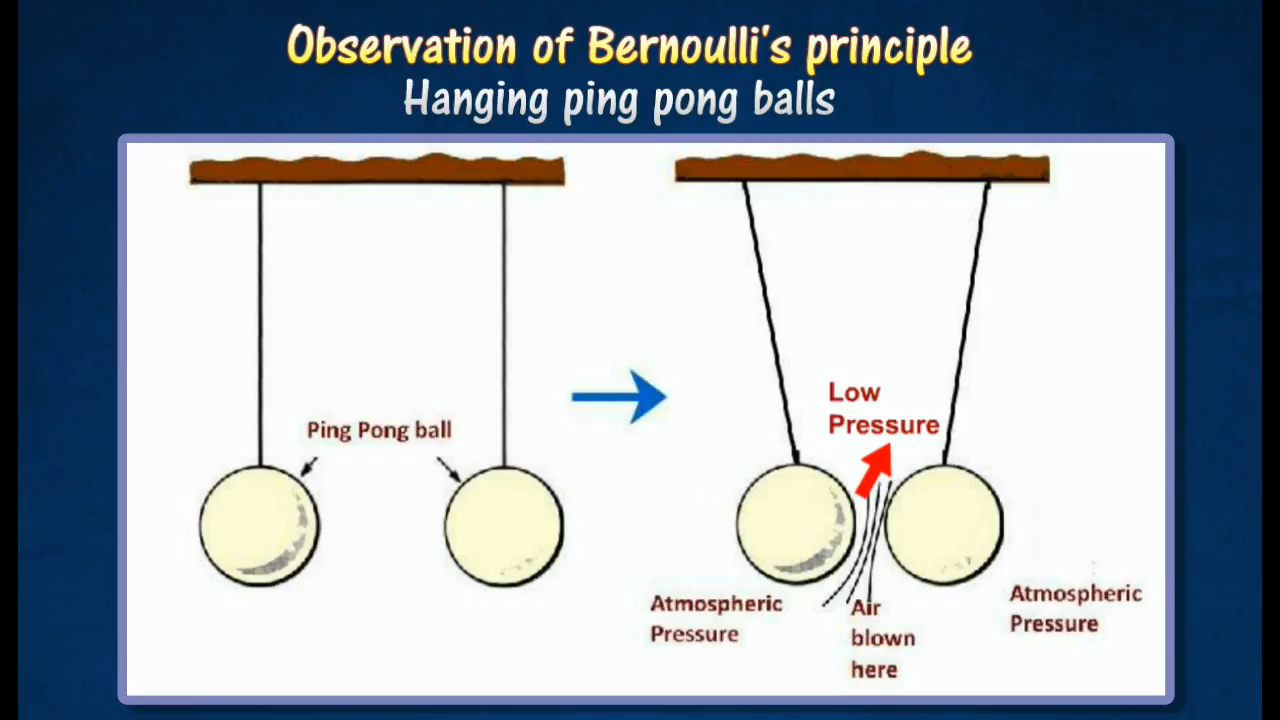 Observation of Bernoulli's principle
Hanging ping pong balls
Ping Pong ball
Low
Pressure
Atmospheric
Pressure
Air
blown
here
Atmospheric
Pressure